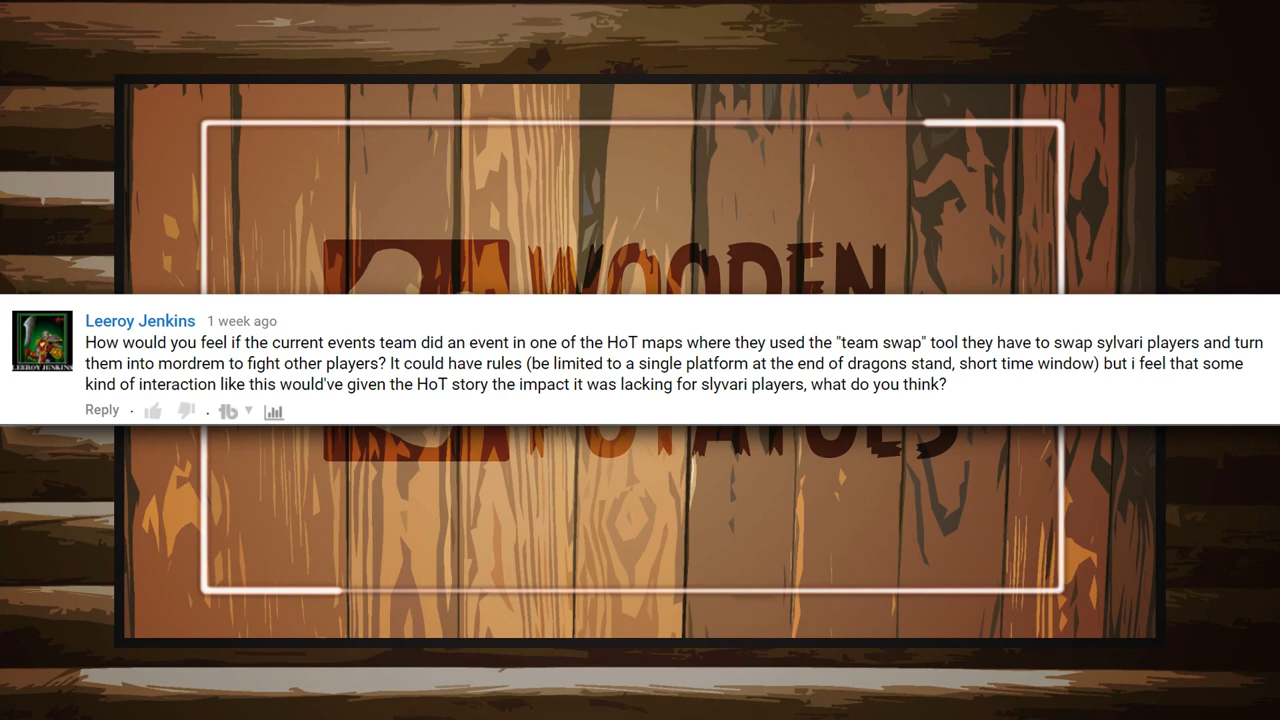 WOODEN
Leeroy Jenkins 1 week ago
How would you feel if the current events team did an event in one of the HoT maps where they used the "team swap" tool they have to swap sylvari players and turn
them into mordrem to fight other players? It could have rules (be limited to a single platform at the end of dragons stand, short time window) but i feel that some
kind of interaction like this would've given the HoT story the impact it was lacking for slyvari players, what do you think?
Reply
POTATOES
LEEROY JENKINS